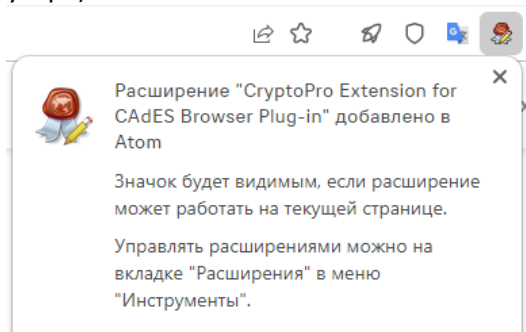 Расширение "CryptoPro Extension for
CAdES Browser Plug-in" добавлено в
Atom
Значок будет видимым, если расширение
может работать на текущей странице.
Управлять расширениями можно на
вкладке "Расширения" в меню
"Инструменты".